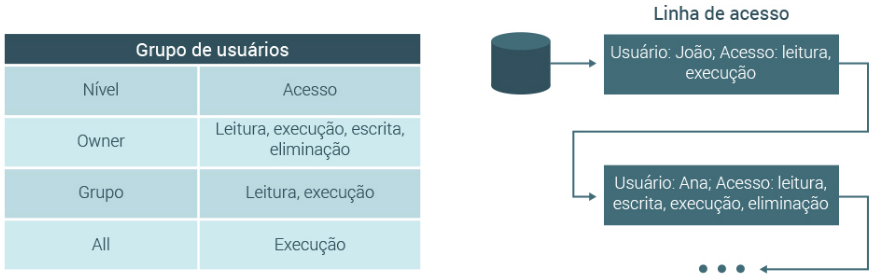 Grupo de usuários
Nível
Acesso
Owner
Leitura, execução, escrita,
eliminação
Grupo
Leitura, execução
All
Execução
Linha de acesso
Usuário: João; Acesso: leitura,
execução
Usuário: Ana; Acesso: leitura,
escrita, execução, eliminação